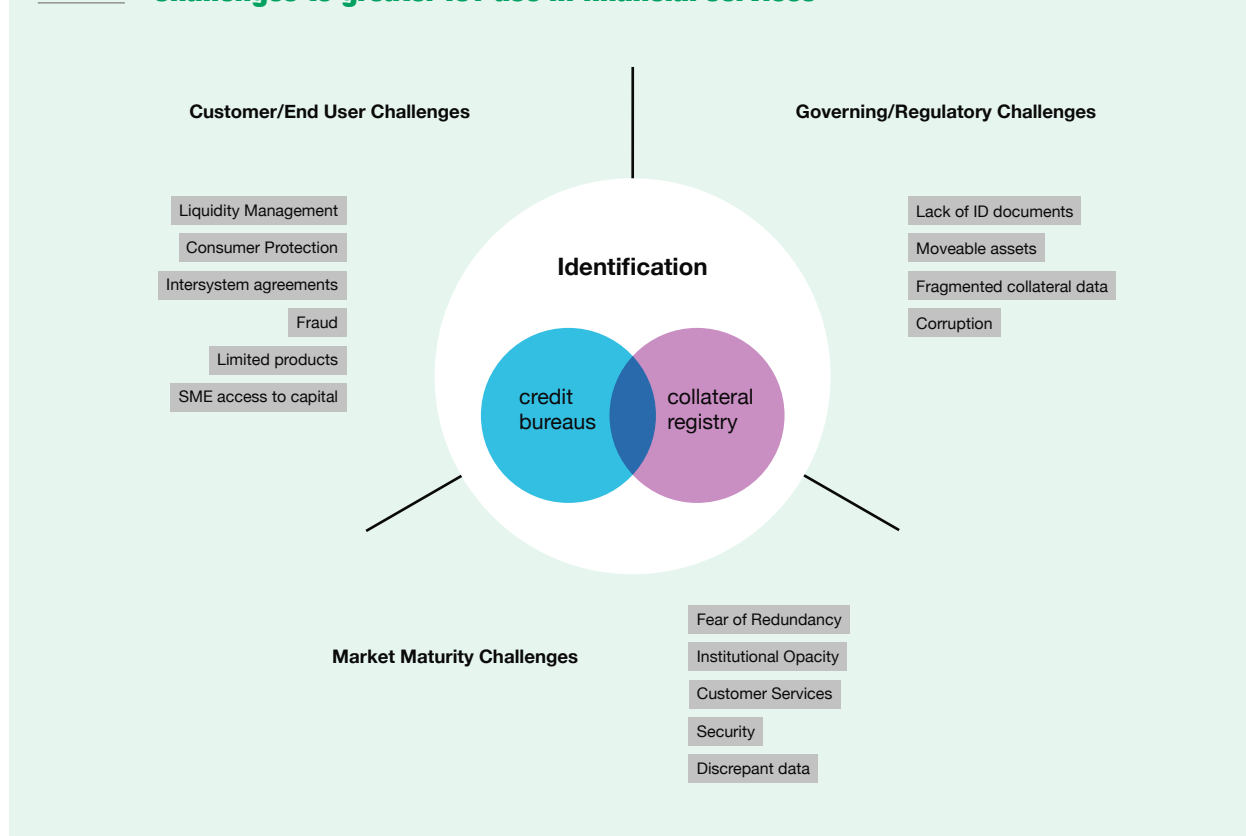 Customer/End User Challenges
Governing/Regulatory Challenges
Liquidity Management
Consumer Protection
Intersystem agreements
Fraud
Limited products
SME access to capital
Lack of ID documents
Moveable assets
Fragmented collateral data
Corruption
Identification
credit
bureaus
collateral
registry
Market Maturity Challenges
Fear of Redundancy
Institutional Opacity
Customer Services
Security
Discrepant data